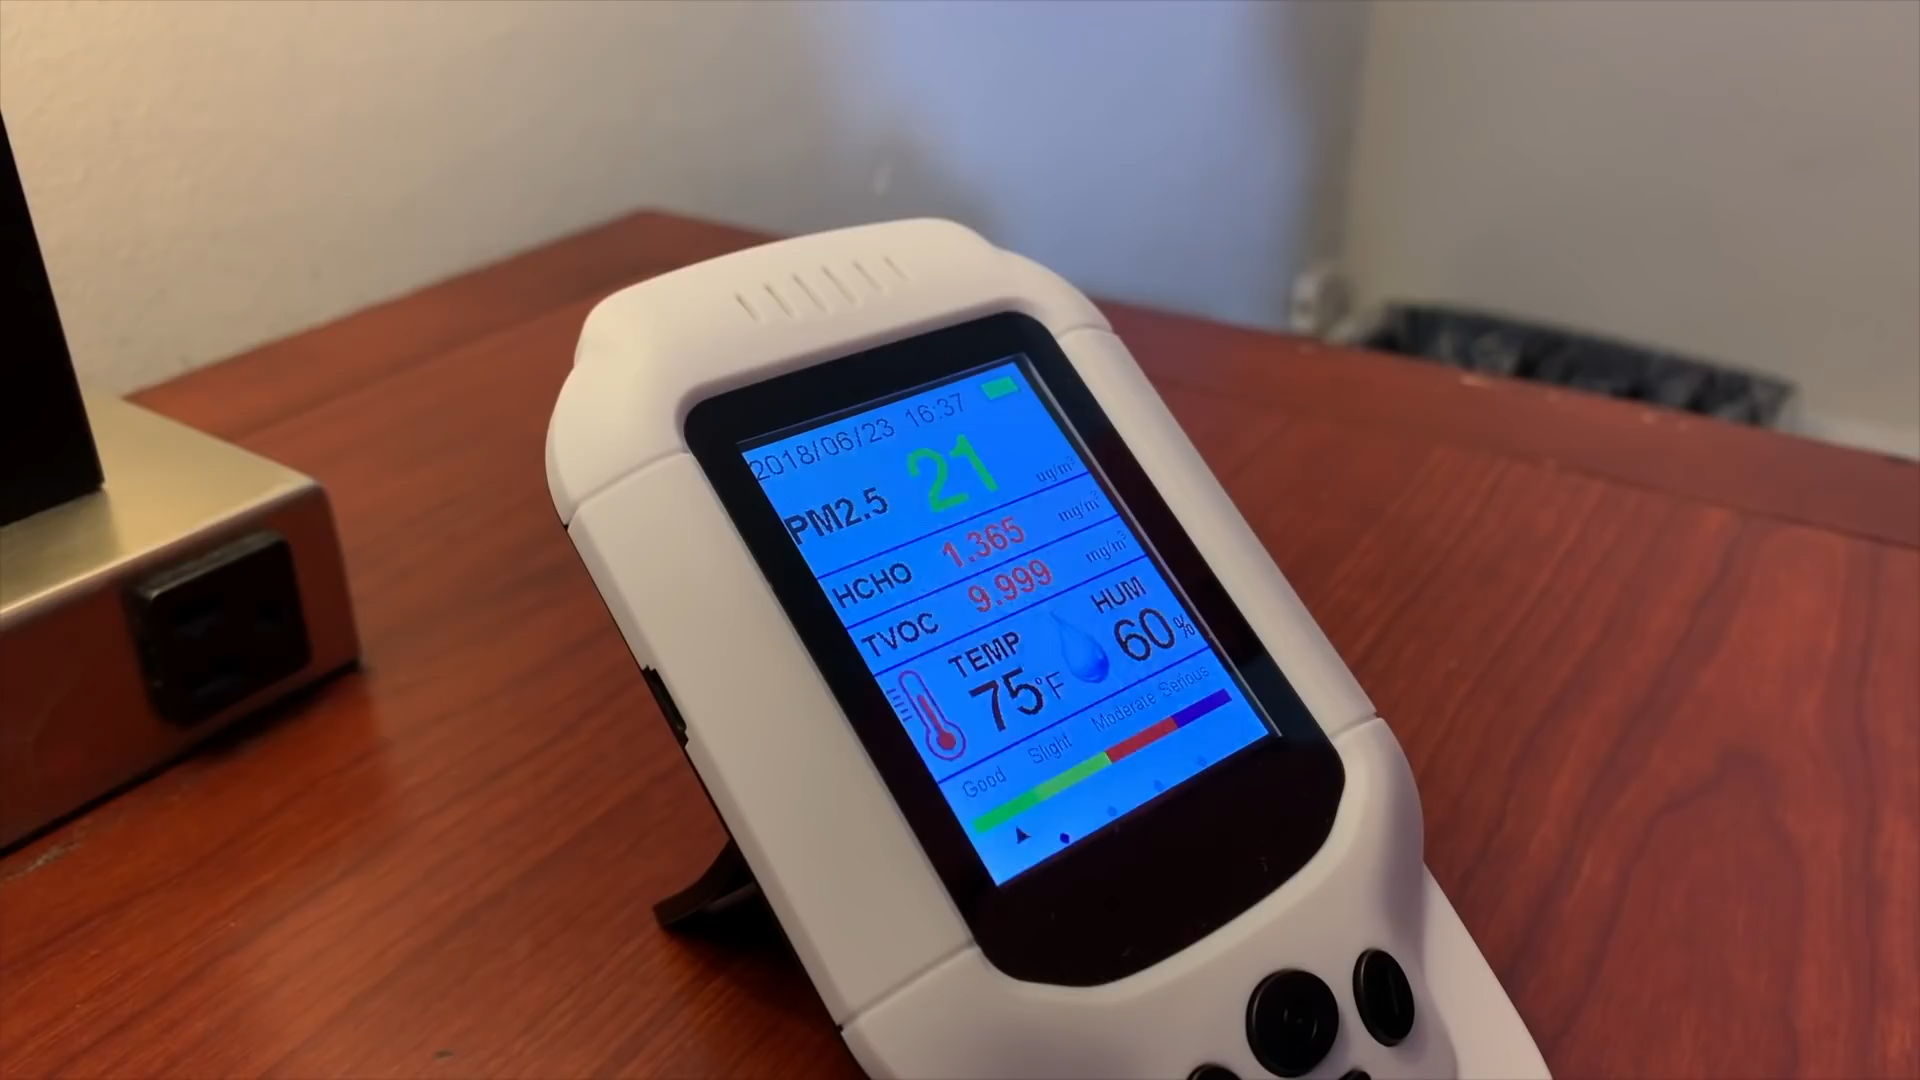 2018/06/23 16:37
PM2.5 21 ug/m³
HCHO 1.365 mg/m³
TVOC 9.999 mg/m³
TEMP HUM
75°F 60%
Good Slight Moderate Serious